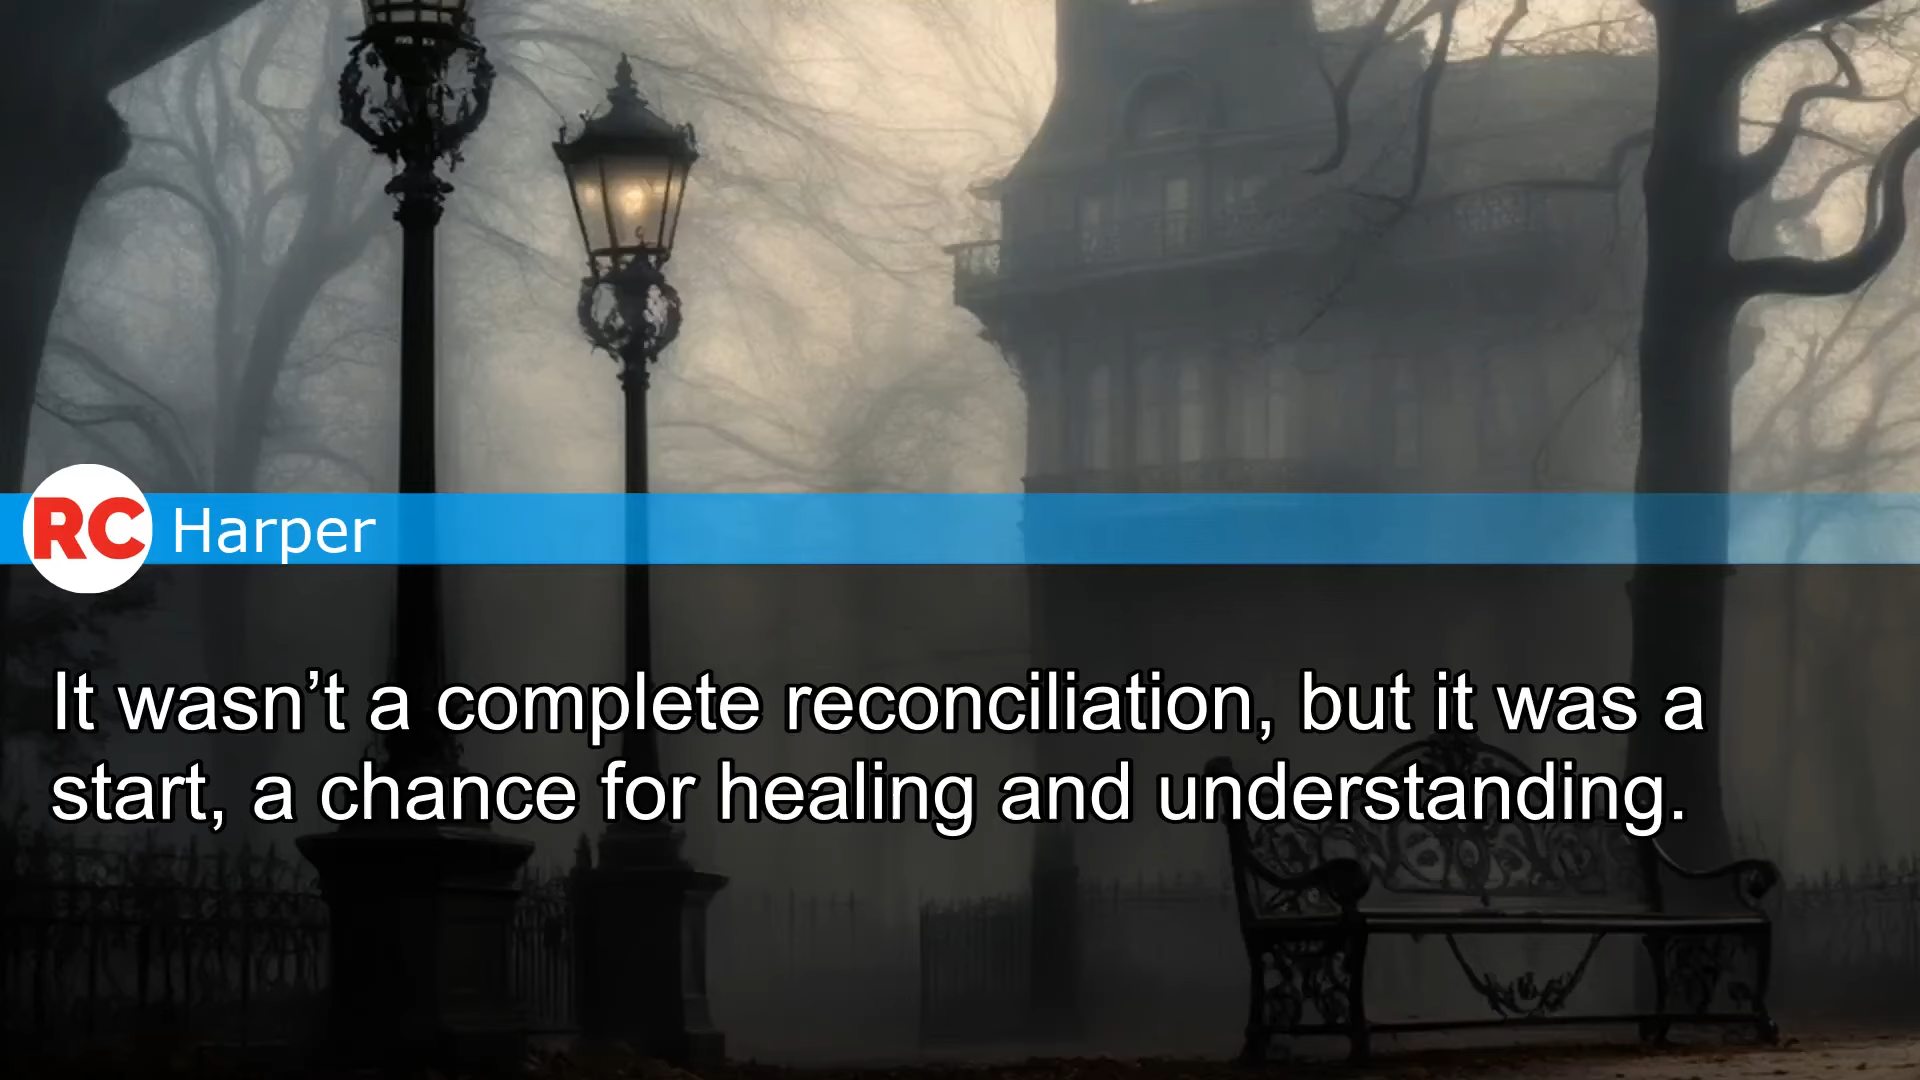 RC Harper
It wasn’t a complete reconciliation, but it was a
start, a chance for healing and understanding.